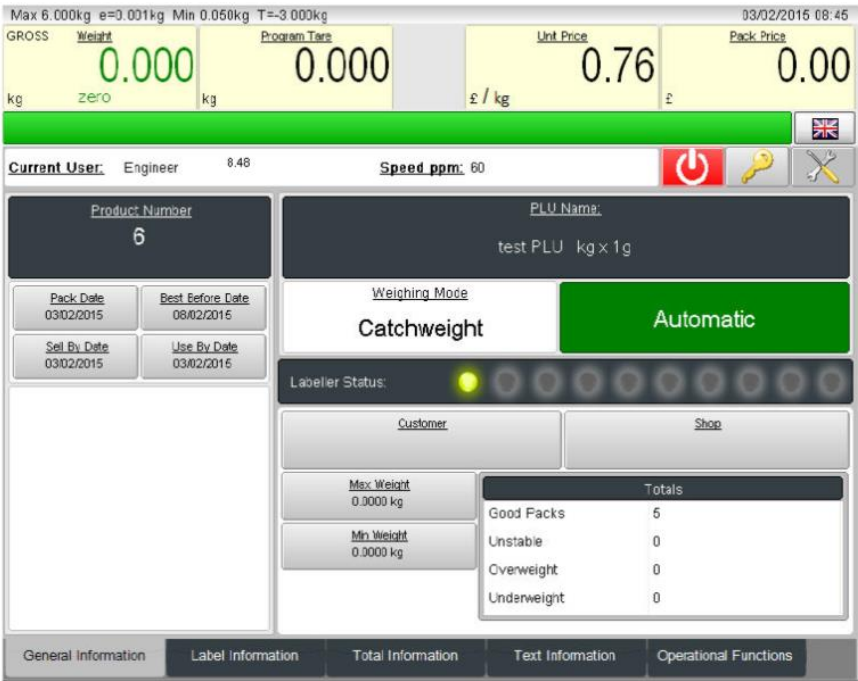 Max 6.000kg e=0.001kg Min 0.050kg T=-3.000kg 03/02/2015 08:45
GROSS Weight Program Tare Unit Price Pack Price
0.000 0.000 0.76 0.00
kg zero kg £ / kg £
Current User: Engineer 8.48 Speed ppm: 60
Product Number
6
PLU Name:
test PLU kg x 1g
Pack Date
03/02/2015
Best Before Date
08/02/2015
Sell By Date
03/02/2015
Use By Date
03/02/2015
Weighing Mode
Catchweight
Automatic
Labeller Status:
Customer Shop
Max Weight
0.0000 kg
Min Weight
0.0000 kg
Totals
Good Packs 5
Unstable 0
Overweight 0
Underweight 0
General Information Label Information Total Information Text Information Operational Functions